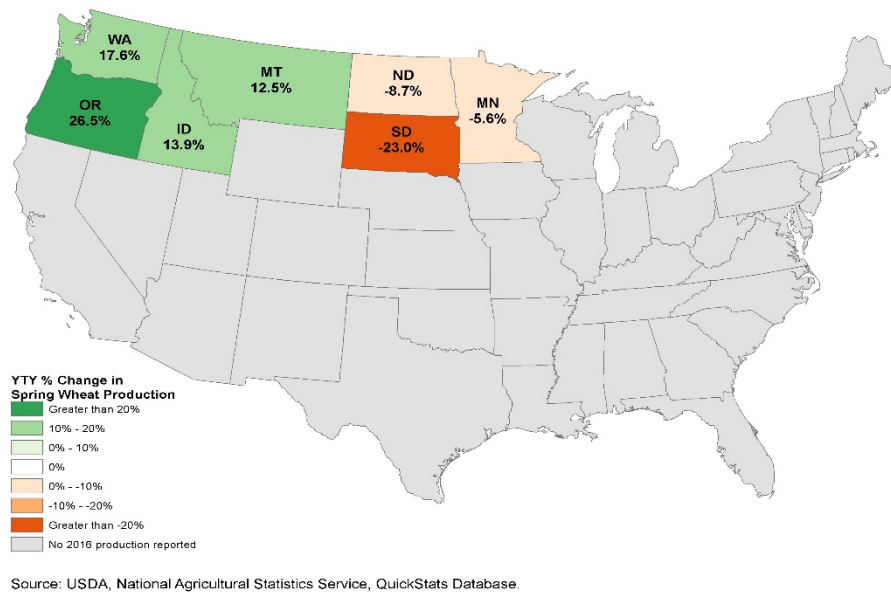 WA
17.6%
MT
12.5%
ND
-8.7%
MN
-5.6%
OR
26.5%
ID
13.9%
SD
-23.0%
YTY % Change in
Spring Wheat Production
Greater than 20%
10% - 20%
0% - 10%
0%
0% - -10%
-10% - -20%
Greater than -20%
No 2016 production reported
Source: USDA, National Agricultural Statistics Service, QuickStats Database.